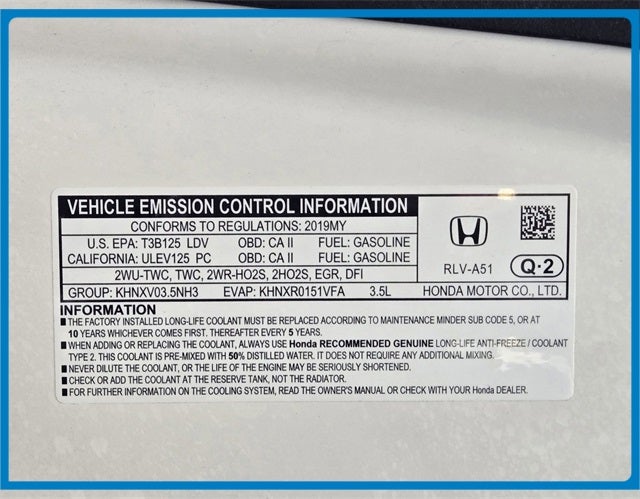 VEHICLE EMISSION CONTROL INFORMATION
CONFORMS TO REGULATIONS: 2019MY
U.S. EPA: T3B125 LDV OBD: CA II FUEL: GASOLINE
CALIFORNIA: ULEV125 PC OBD: CA II FUEL: GASOLINE
2WU-TWC, TWC, 2WR-HO2S, 2HO2S, EGR, DFI
RLV-A51 Q-2
GROUP: KHNXV03.5NH3 EVAP: KHNXR0151VFA 3.5L HONDA MOTOR CO., LTD.
INFORMATION
■ THE FACTORY INSTALLED LONG-LIFE COOLANT MUST BE REPLACED ACCORDING TO MAINTENANCE MINDER SUB CODE 5, OR AT
10 YEARS WHICHEVER COMES FIRST. THEREAFTER EVERY 5 YEARS.
■ WHEN ADDING OR REPLACING THE COOLANT, ALWAYS USE Honda RECOMMENDED GENUINE LONG-LIFE ANTI-FREEZE / COOLANT
TYPE 2. THIS COOLANT IS PRE-MIXED WITH 50% DISTILLED WATER. IT DOES NOT REQUIRE ANY ADDITIONAL MIXING.
■ NEVER DILUTE THE COOLANT, OR THE LIFE OF THE ENGINE MAY BE SERIOUSLY SHORTENED.
■ CHECK OR ADD THE COOLANT AT THE RESERVE TANK, NOT THE RADIATOR.
■ FOR FURTHER INFORMATION ON THE COOLING SYSTEM, READ THE OWNER'S MANUAL OR CHECK WITH YOUR Honda DEALER.